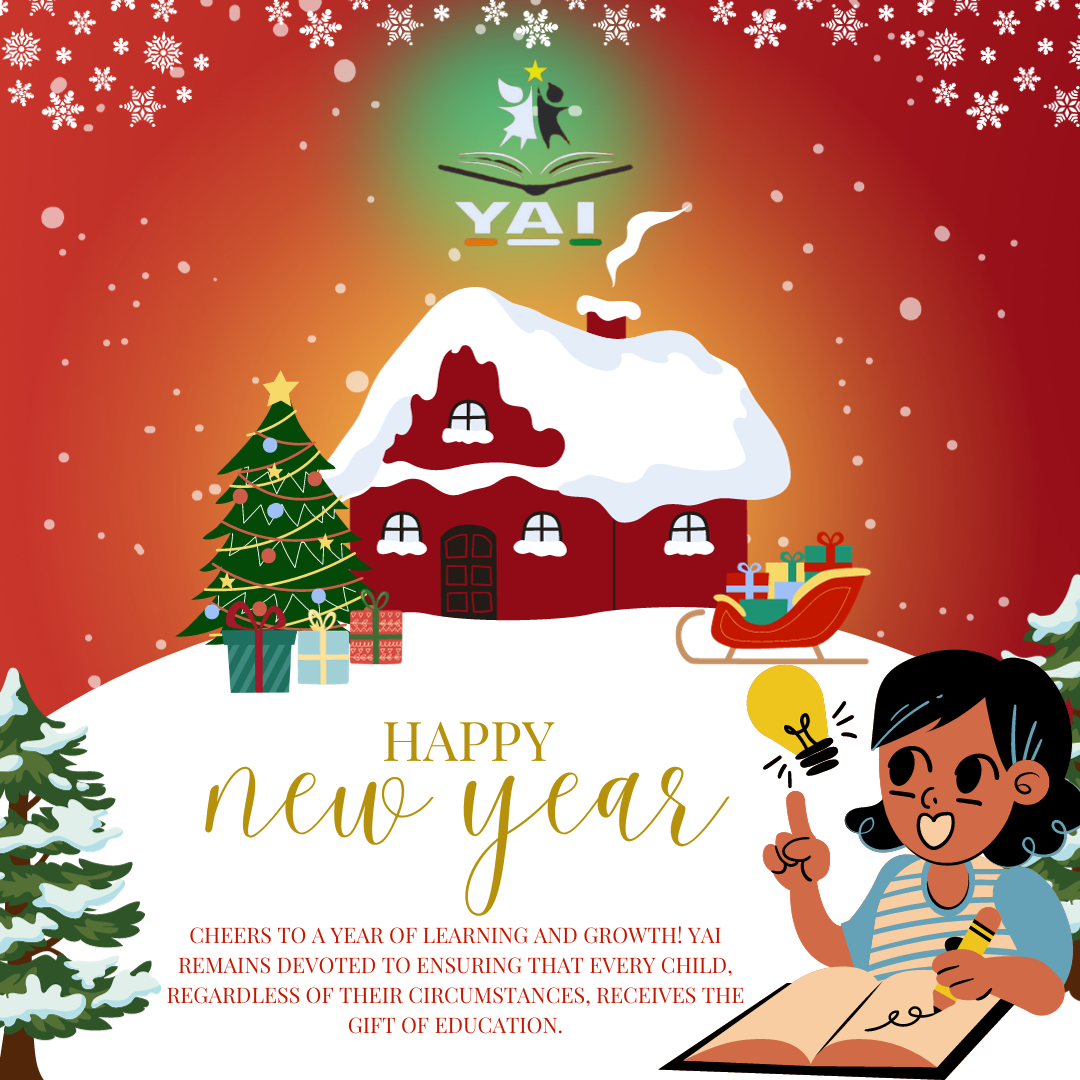 YAI
HAPPY
new year
CHEERS TO A YEAR OF LEARNING AND GROWTH! YAI
REMAINS DEVOTED TO ENSURING THAT EVERY CHILD,
REGARDLESS OF THEIR CIRCUMSTANCES, RECEIVES THE
GIFT OF EDUCATION.